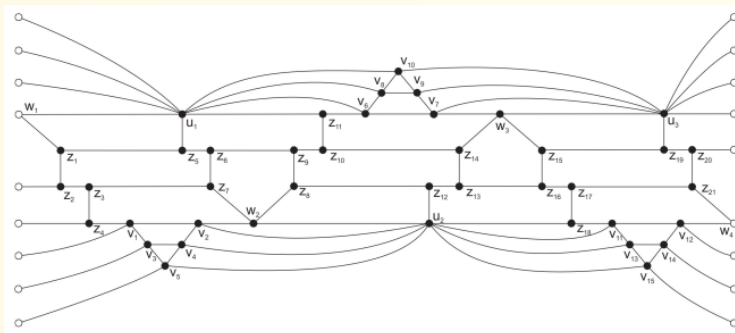 v₁₀
v₈ v₉
w₁ v₆ v₇
u₁ z₁₁ w₃ u₃
z₁ z₅ z₆ z₉ z₁₀ z₁₄ z₁₅ z₁₉ z₂₀
z₂ z₃ z₇ z₈ z₁₂ z₁₃ z₁₆ z₁₇ z₂₁
w₂ u₂
z₄ v₁ v₂ z₁₈ v₁₁ v₁₂ w₄
v₃ v₄ v₁₃ v₁₄
v₅ v₁₅